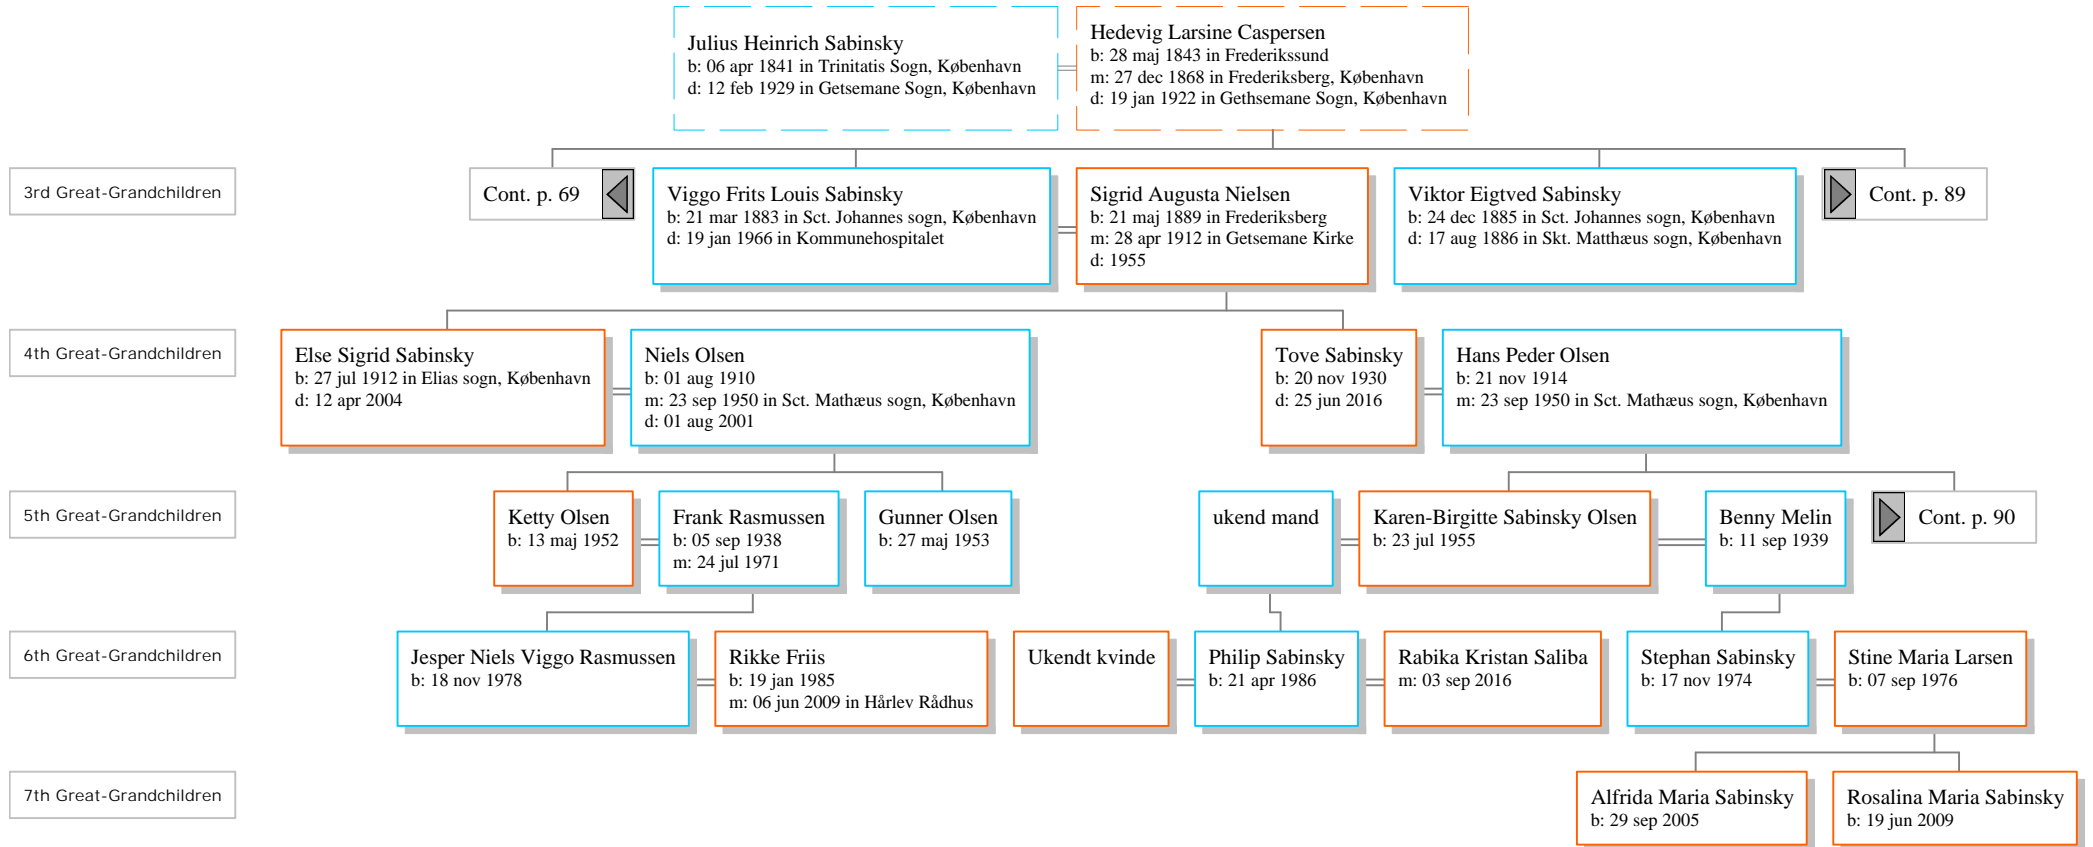 Julius Heinrich Sabinsky
b: 06 apr 1841 in Trinitatis Sogn, København
d: 12 feb 1929 in Getsemane Sogn, København
Hedevig Larsine Caspersen
b: 28 maj 1843 in Frederikssund
m: 27 dec 1868 in Frederiksberg, København
d: 19 jan 1922 in Gethsemane Sogn, København
3rd Great-Grandchildren
Cont. p. 69
Viggo Frits Louis Sabinsky
b: 21 mar 1883 in Sct. Johannes sogn, København
d: 19 jan 1966 in Kommunehospitalet
Sigrid Augusta Nielsen
b: 21 maj 1889 in Frederiksberg
m: 28 apr 1912 in Getsemane Kirke
d: 1955
Viktor Eigtved Sabinsky
b: 24 dec 1885 in Sct. Johannes sogn, København
d: 17 aug 1886 in Skt. Matthæus sogn, København
Cont. p. 89
4th Great-Grandchildren
Else Sigrid Sabinsky
b: 27 jul 1912 in Elias sogn, København
d: 12 apr 2004
Niels Olsen
b: 01 aug 1910
m: 23 sep 1950 in Sct. Mathæus sogn, København
d: 01 aug 2001
Tove Sabinsky
b: 20 nov 1930
d: 25 jun 2016
Hans Peder Olsen
b: 21 nov 1914
m: 23 sep 1950 in Sct. Mathæus sogn, København
5th Great-Grandchildren
Ketty Olsen
b: 13 maj 1952
Frank Rasmussen
b: 05 sep 1938
m: 24 jul 1971
Gunner Olsen
b: 27 maj 1953
ukend mand
Karen-Birgitte Sabinsky Olsen
b: 23 jul 1955
Benny Melin
b: 11 sep 1939
Cont. p. 90
6th Great-Grandchildren
Jesper Niels Viggo Rasmussen
b: 18 nov 1978
Rikke Friis
b: 19 jan 1985
m: 06 jun 2009 in Hårlev Rådhus
Ukendt kvinde
Philip Sabinsky
b: 21 apr 1986
Rabika Kristan Saliba
m: 03 sep 2016
Stephan Sabinsky
b: 17 nov 1974
Stine Maria Larsen
b: 07 sep 1976
7th Great-Grandchildren
Alfrida Maria Sabinsky
b: 29 sep 2005
Rosalina Maria Sabinsky
b: 19 jun 2009